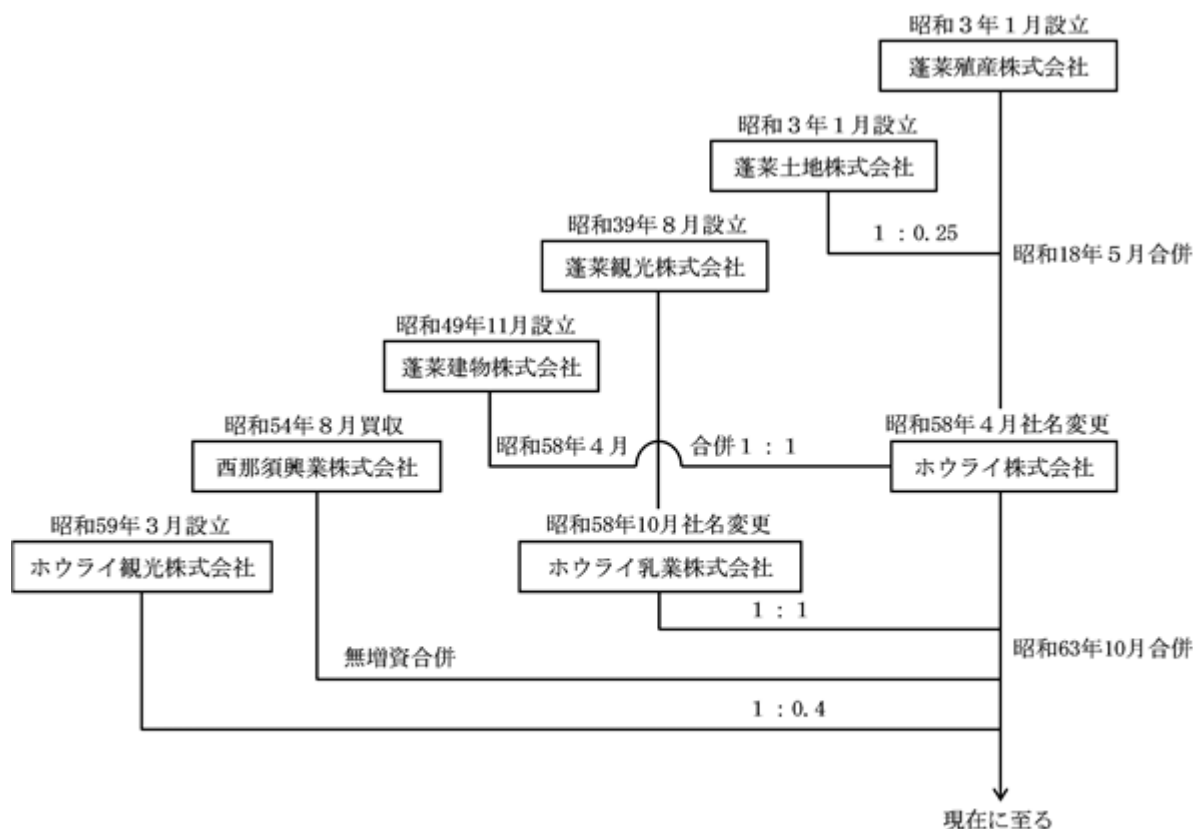 昭和3年1月設立
蓬莱殖産株式会社
昭和3年1月設立
蓬莱土地株式会社
昭和39年8月設立
1:0.25
昭和18年5月合併
蓬莱観光株式会社
昭和49年11月設立
蓬莱建物株式会社
昭和54年8月買収
昭和58年4月 合併1:1
昭和58年4月社名変更
西那須興業株式会社
ホウライ株式会社
昭和59年3月設立
昭和58年10月社名変更
ホウライ観光株式会社
ホウライ乳業株式会社
1:1
無増資合併
昭和63年10月合併
1:0.4
現在に至る